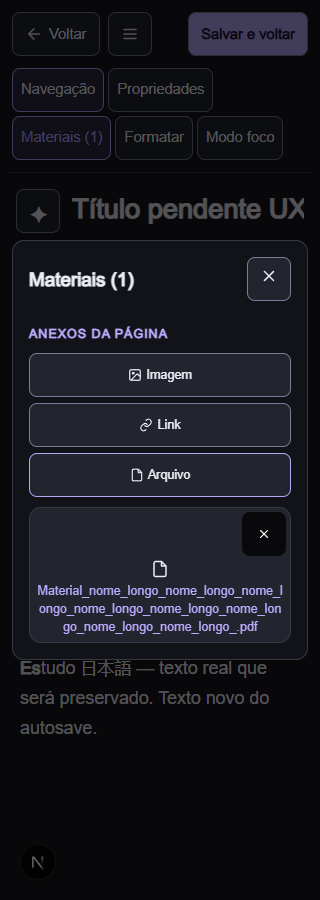 Voltar
Salvar e voltar
Navegação
Propriedades
Materiais (1)
Formatar
Modo foco
Título pendente UX
Materiais (1)
ANEXOS DA PÁGINA
Imagem
Link
Arquivo
Material_nome_longo_nome_longo_nome_l
ongo_nome_longo_nome_longo_nome_lon
go_nome_longo_nome_longo_.pdf
Estudo 日本語 — texto real que
será preservado. Texto novo do
autosave.
N